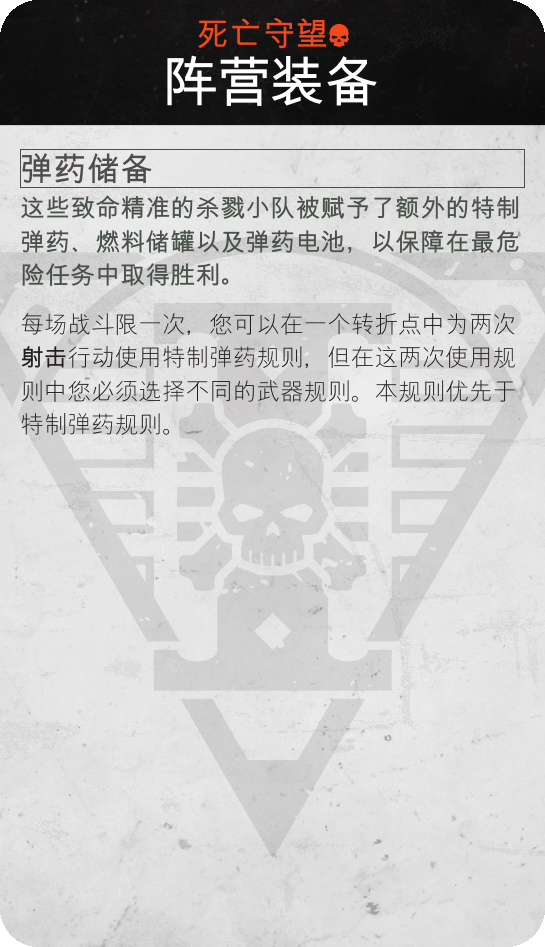 死亡守望
阵营装备
弹药储备
这些致命精准的杀戮小队被赋予了额外的特制
弹药、燃料储罐以及弹药电池，以保障在最危
险任务中取得胜利。
每场战斗限一次，您可以在一个转折点中为两次
射击行动使用特制弹药规则，但在这两次使用规
则中您必须选择不同的武器规则。本规则优先于
特制弹药规则。